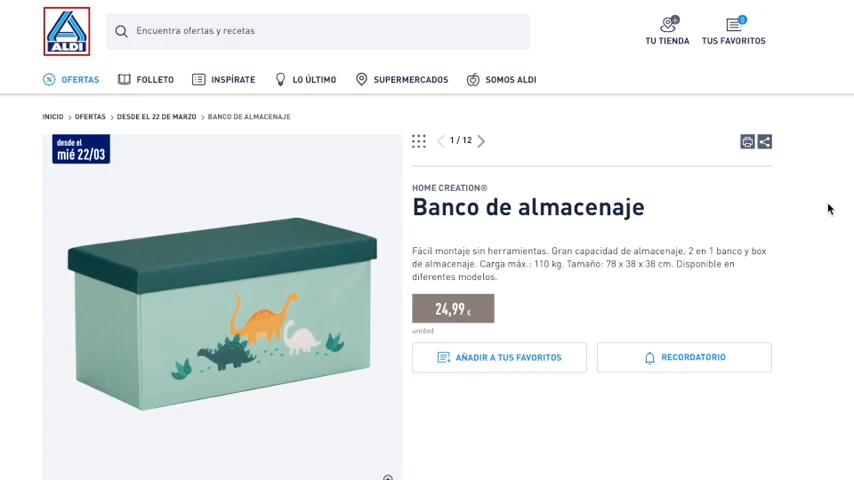 ALDI
Encuentra ofertas y recetas
TU TIENDA
0
TUS FAVORITOS
OFERTAS
FOLLETO
INSPÍRATE
LO ÚLTIMO
SUPERMERCADOS
SOMOS ALDI
INICIO > OFERTAS > DESDE EL 22 DE MARZO > BANCO DE ALMACENAJE
desde el
mié 22/03
1 / 12
HOME CREATION®
Banco de almacenaje
Fácil montaje sin herramientas. Gran capacidad de almacenaje. 2 en 1 banco y box
de almacenaje. Carga máx.: 110 kg. Tamaño: 78 x 38 x 38 cm. Disponible en
diferentes modelos.
24,99 €
unidad
AÑADIR A TUS FAVORITOS
RECORDATORIO